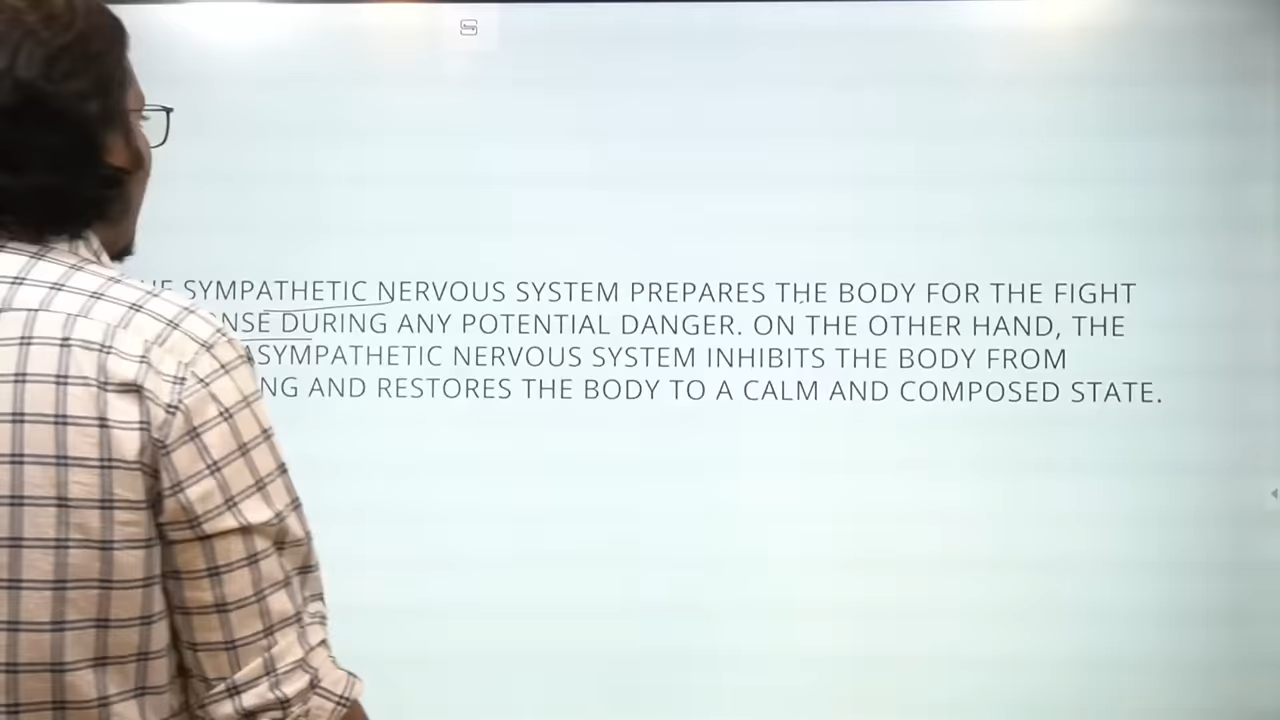 SYMPATHETIC NERVOUS SYSTEM PREPARES THE BODY FOR THE FIGHT
DURING ANY POTENTIAL DANGER. ON THE OTHER HAND, THE
NERVOUS SYSTEM INHIBITS THE BODY FROM
AND RESTORES THE BODY TO A CALM AND COMPOSED STATE.